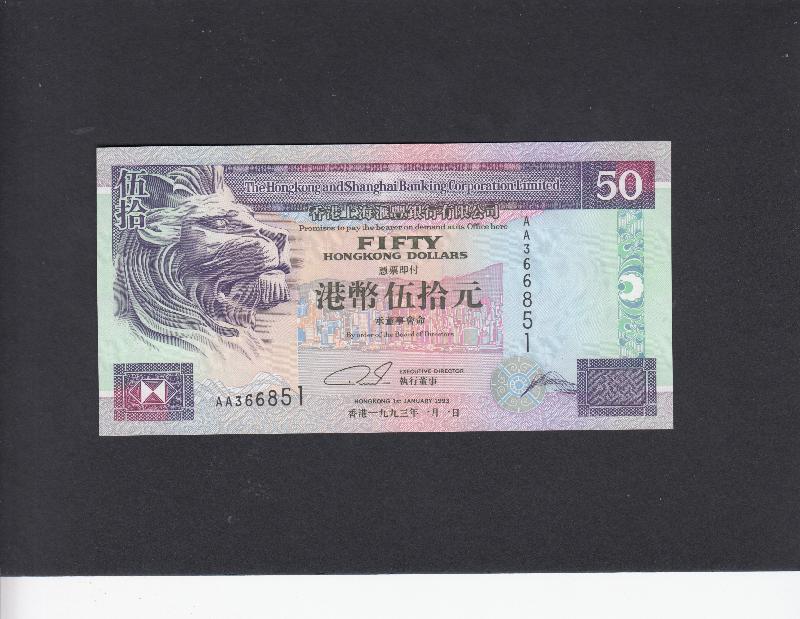 伍拾
The Hongkong and Shanghai Banking Corporation Limited
50
香港上海滙豐銀行有限公司
Promises to pay the bearer on demand at its Office here
FIFTY
HONGKONG DOLLARS
憑票即付
港幣伍拾元
承董事會命
By order of the Board of Directors
AA366851
EXECUTIVE DIRECTOR
執行董事
AA366851
HONGKONG 1st JANUARY 1993
香港一九九三年一月一日